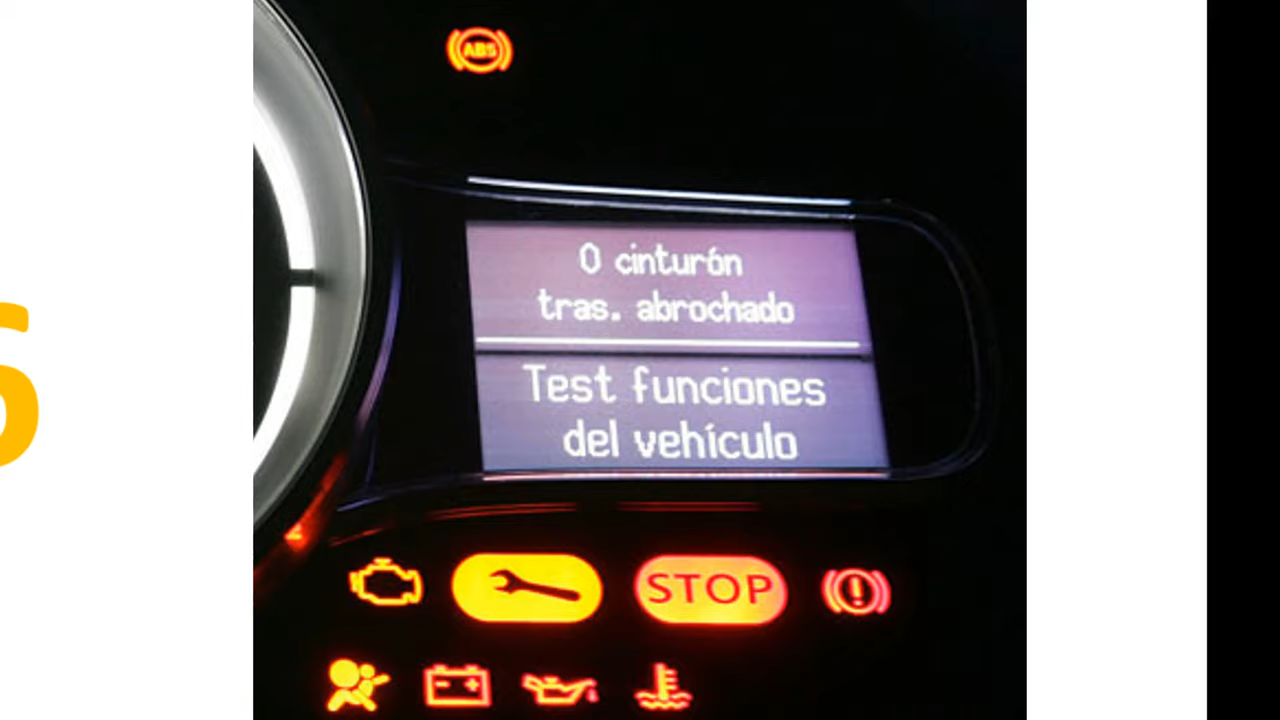 ABS
0 cinturón
tras. abrochado
Test funciones
del vehículo
STOP